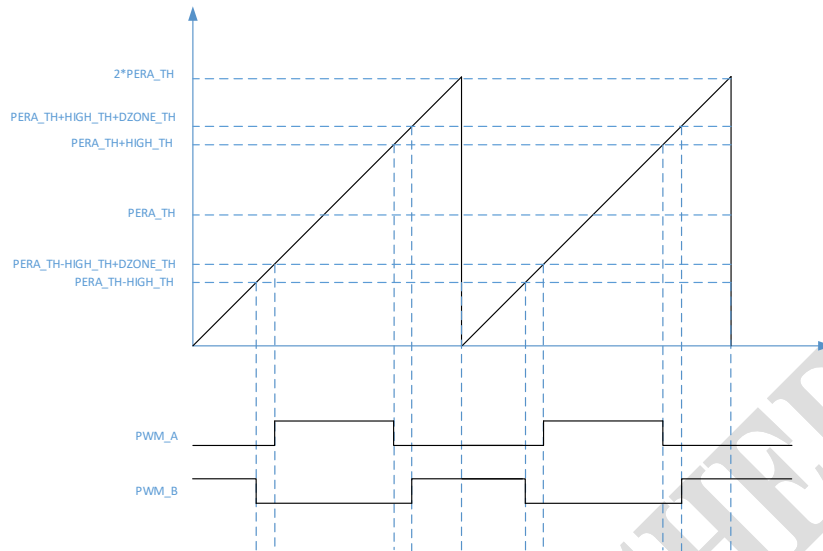 2*PERA_TH
PERA_TH+HIGH_TH+DZONE_TH
PERA_TH+HIGH_TH
PERA_TH
PERA_TH-HIGH_TH+DZONE_TH
PERA_TH-HIGH_TH
PWM_A
PWM_B